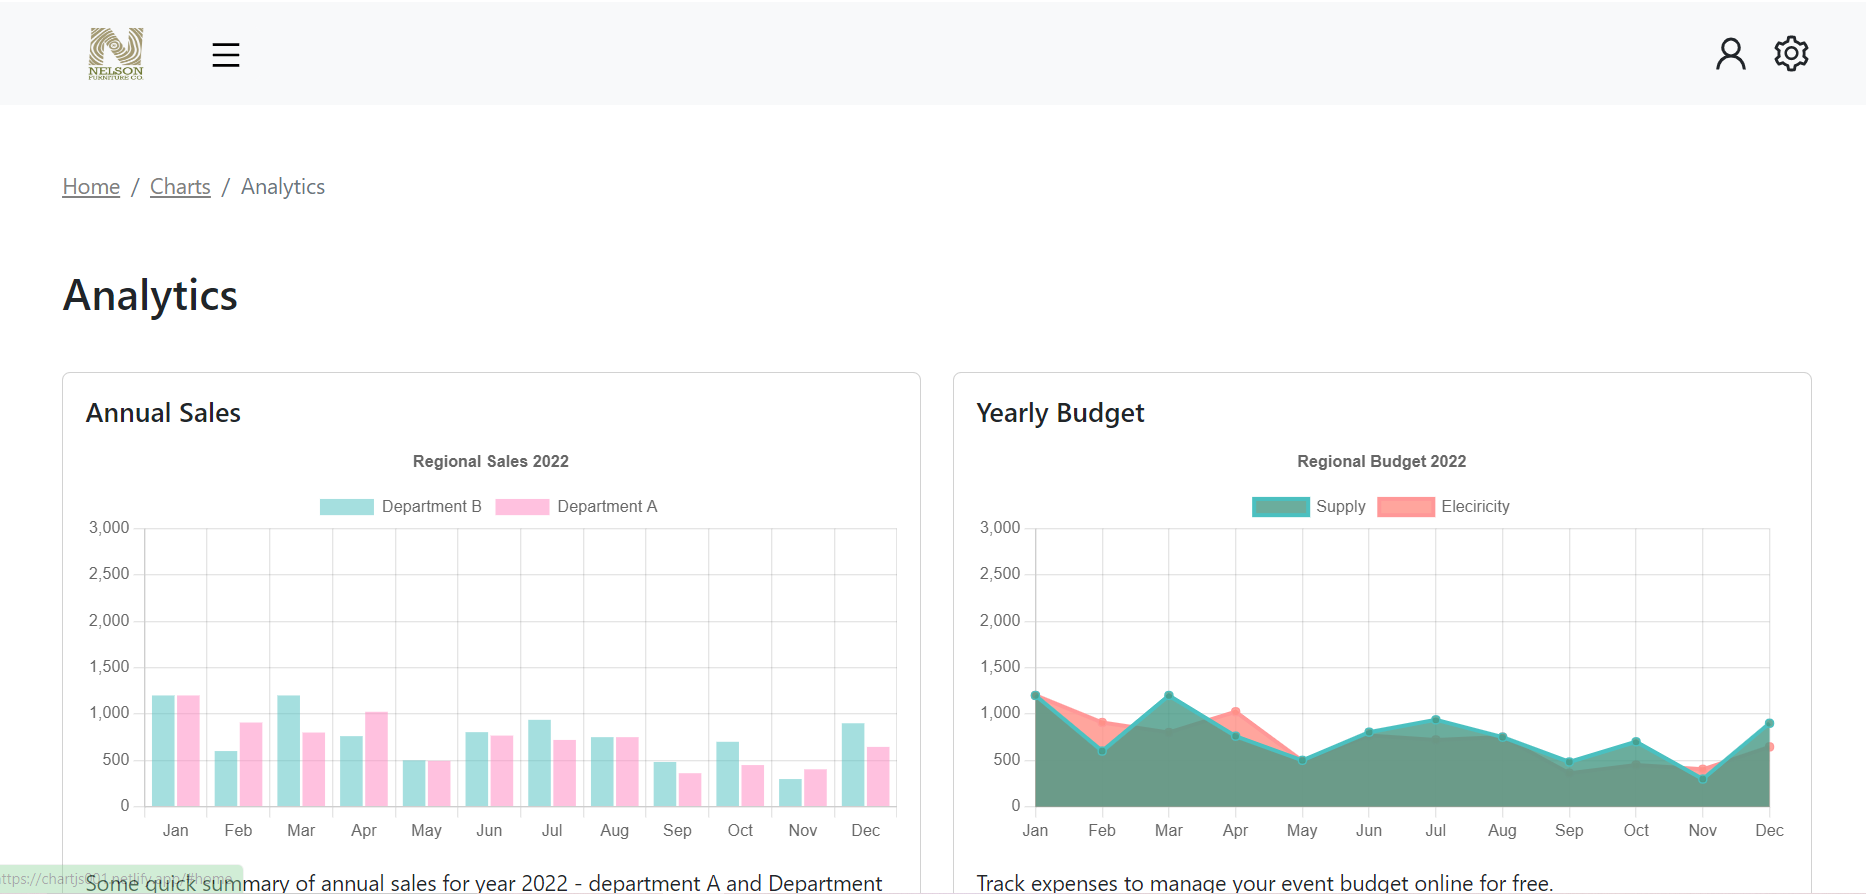 NELSON
FURNITURE CO.
Home / Charts / Analytics
Analytics
Annual Sales
Regional Sales 2022
Department B Department A
3,000
2,500
2,000
1,500
1,000
500
0
Jan Feb Mar Apr May Jun Jul Aug Sep Oct Nov Dec
Some quick summary of annual sales for year 2022 - department A and Department
Yearly Budget
Regional Budget 2022
Supply Eleciricity
3,000
2,500
2,000
1,500
1,000
500
0
Jan Feb Mar Apr May Jun Jul Aug Sep Oct Nov Dec
Track expenses to manage your event budget online for free.
ttps://chartjs001.netlify.app/#home